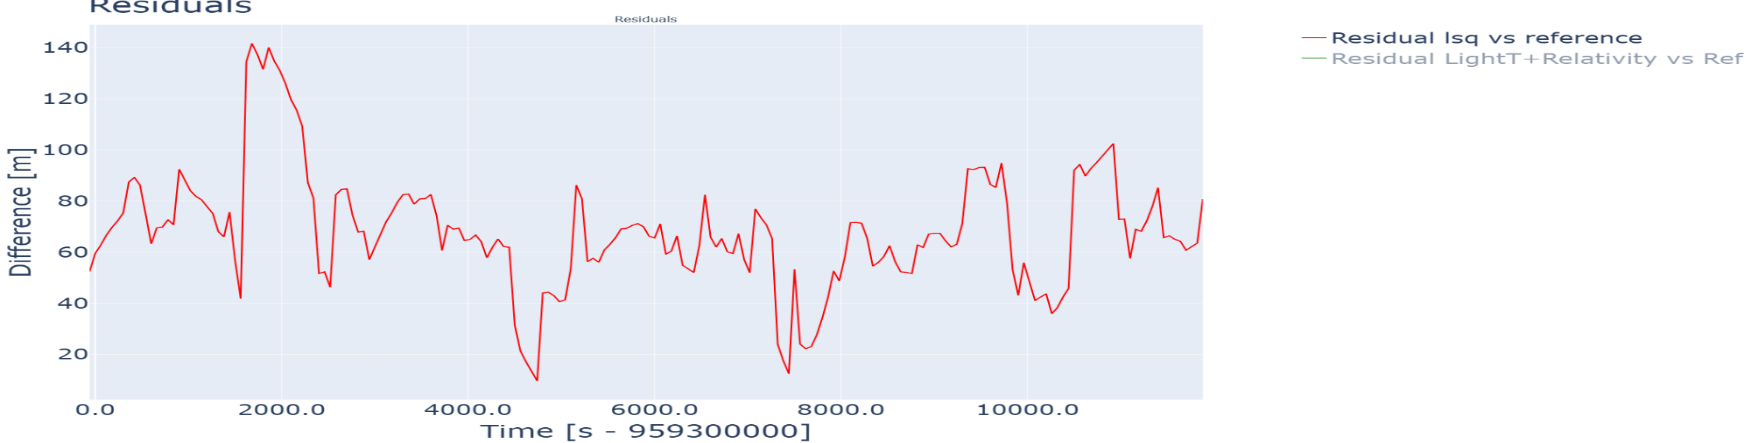 Residuals
Residuals
Residual lsq vs reference
Residual LightT+Relativity vs Ref
Difference [m]
140
120
100
80
60
40
20
0.0 2000.0 4000.0 6000.0 8000.0 10000.0
Time [s - 959300000]